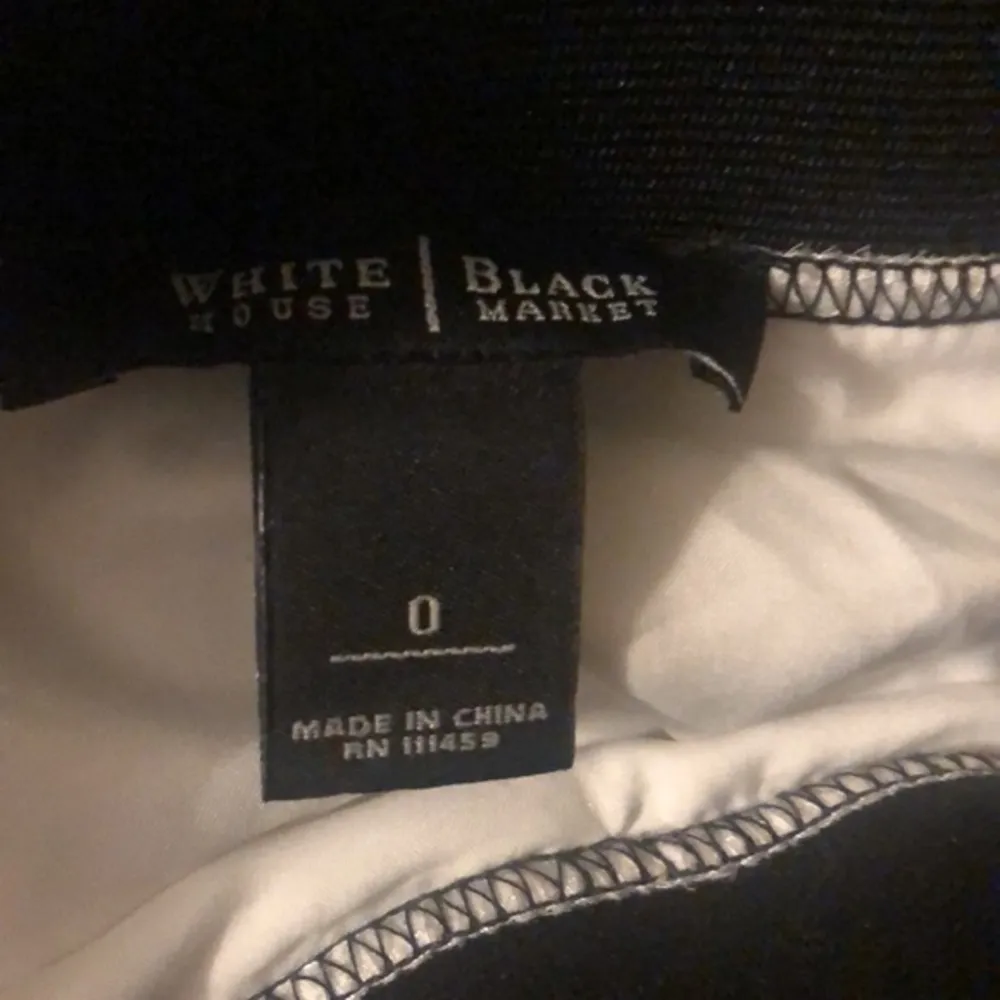 WHITE | BLACK
HOUSE | MARKET
0
MADE IN CHINA
RN 111459